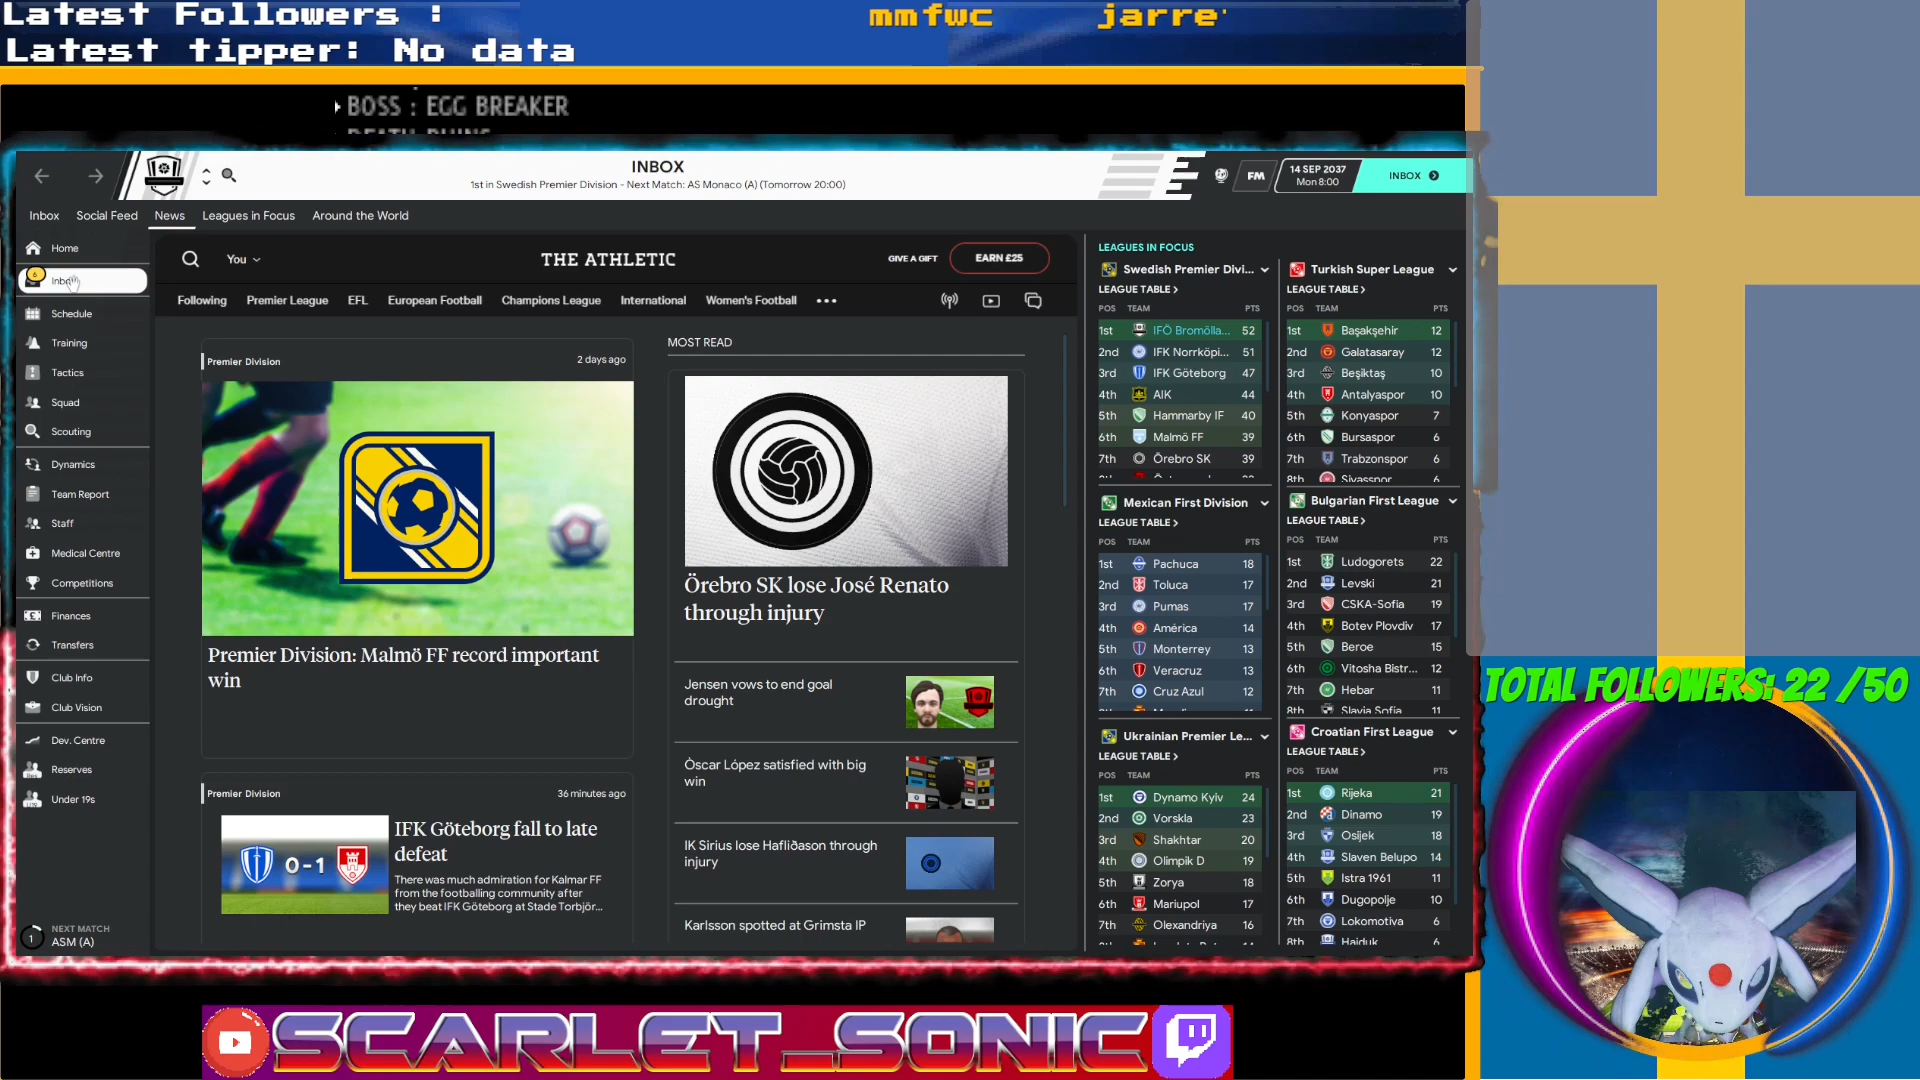 Latest Followers :
mmfwc jarre
Latest tipper: No data
BOSS : EGG BREAKER
INBOX
1st in Swedish Premier Division - Next Match: AS Monaco (A) (Tomorrow 20:00)
FM
14 SEP 2037
Mon 8:00
INBOX
Inbox
Social Feed
News
Leagues in Focus
Around the World
Home
6
Inbox
Schedule
Training
Tactics
Squad
Scouting
Dynamics
Team Report
Staff
Medical Centre
Competitions
Finances
Transfers
Club Info
Club Vision
Dev. Centre
Reserves
Under 19s
1
NEXT MATCH
ASM (A)
You
THE ATHLETIC
GIVE A GIFT
EARN £25
Following
Premier League
EFL
European Football
Champions League
International
Women's Football
Premier Division
2 days ago
Premier Division: Malmö FF record important
win
Premier Division
36 minutes ago
0 - 1
IFK Göteborg fall to late
defeat
There was much admiration for Kalmar FF
from the footballing community after
they beat IFK Göteborg at Stade Torbjör...
MOST READ
Örebro SK lose José Renato
through injury
Jensen vows to end goal
drought
Òscar López satisfied with big
win
IK Sirius lose Hafliðason through
injury
Karlsson spotted at Grimsta IP
LEAGUES IN FOCUS
Swedish Premier Divi...
LEAGUE TABLE >
POS TEAM PTS
1st IFÖ Bromölla... 52
2nd IFK Norrköpi... 51
3rd IFK Göteborg 47
4th AIK 44
5th Hammarby IF 40
6th Malmö FF 39
7th Örebro SK 39
Turkish Super League
LEAGUE TABLE >
POS TEAM PTS
1st Başakşehir 12
2nd Galatasaray 12
3rd Beşiktaş 10
4th Antalyaspor 10
5th Konyaspor 7
6th Bursaspor 6
7th Trabzonspor 6
8th Sivasspor 6
Mexican First Division
LEAGUE TABLE >
POS TEAM PTS
1st Pachuca 18
2nd Toluca 17
3rd Pumas 17
4th América 14
5th Monterrey 13
6th Veracruz 13
7th Cruz Azul 12
Bulgarian First League
LEAGUE TABLE >
POS TEAM PTS
1st Ludogorets 22
2nd Levski 21
3rd CSKA-Sofia 19
4th Botev Plovdiv 17
5th Beroe 15
6th Vitosha Bistr... 12
7th Hebar 11
8th Slavia Sofia 11
Ukrainian Premier Le...
LEAGUE TABLE >
POS TEAM PTS
1st Dynamo Kyiv 24
2nd Vorskla 23
3rd Shakhtar 20
4th Olimpik D 19
5th Zorya 18
6th Mariupol 17
7th Olexandriya 16
Croatian First League
LEAGUE TABLE >
POS TEAM PTS
1st Rijeka 21
2nd Dinamo 19
3rd Osijek 18
4th Slaven Belupo 14
5th Istra 1961 11
6th Dugopolje 10
7th Lokomotiva 6
8th Hajduk 6
TOTAL FOLLOWERS: 22 /50
SCARLET_SONIC